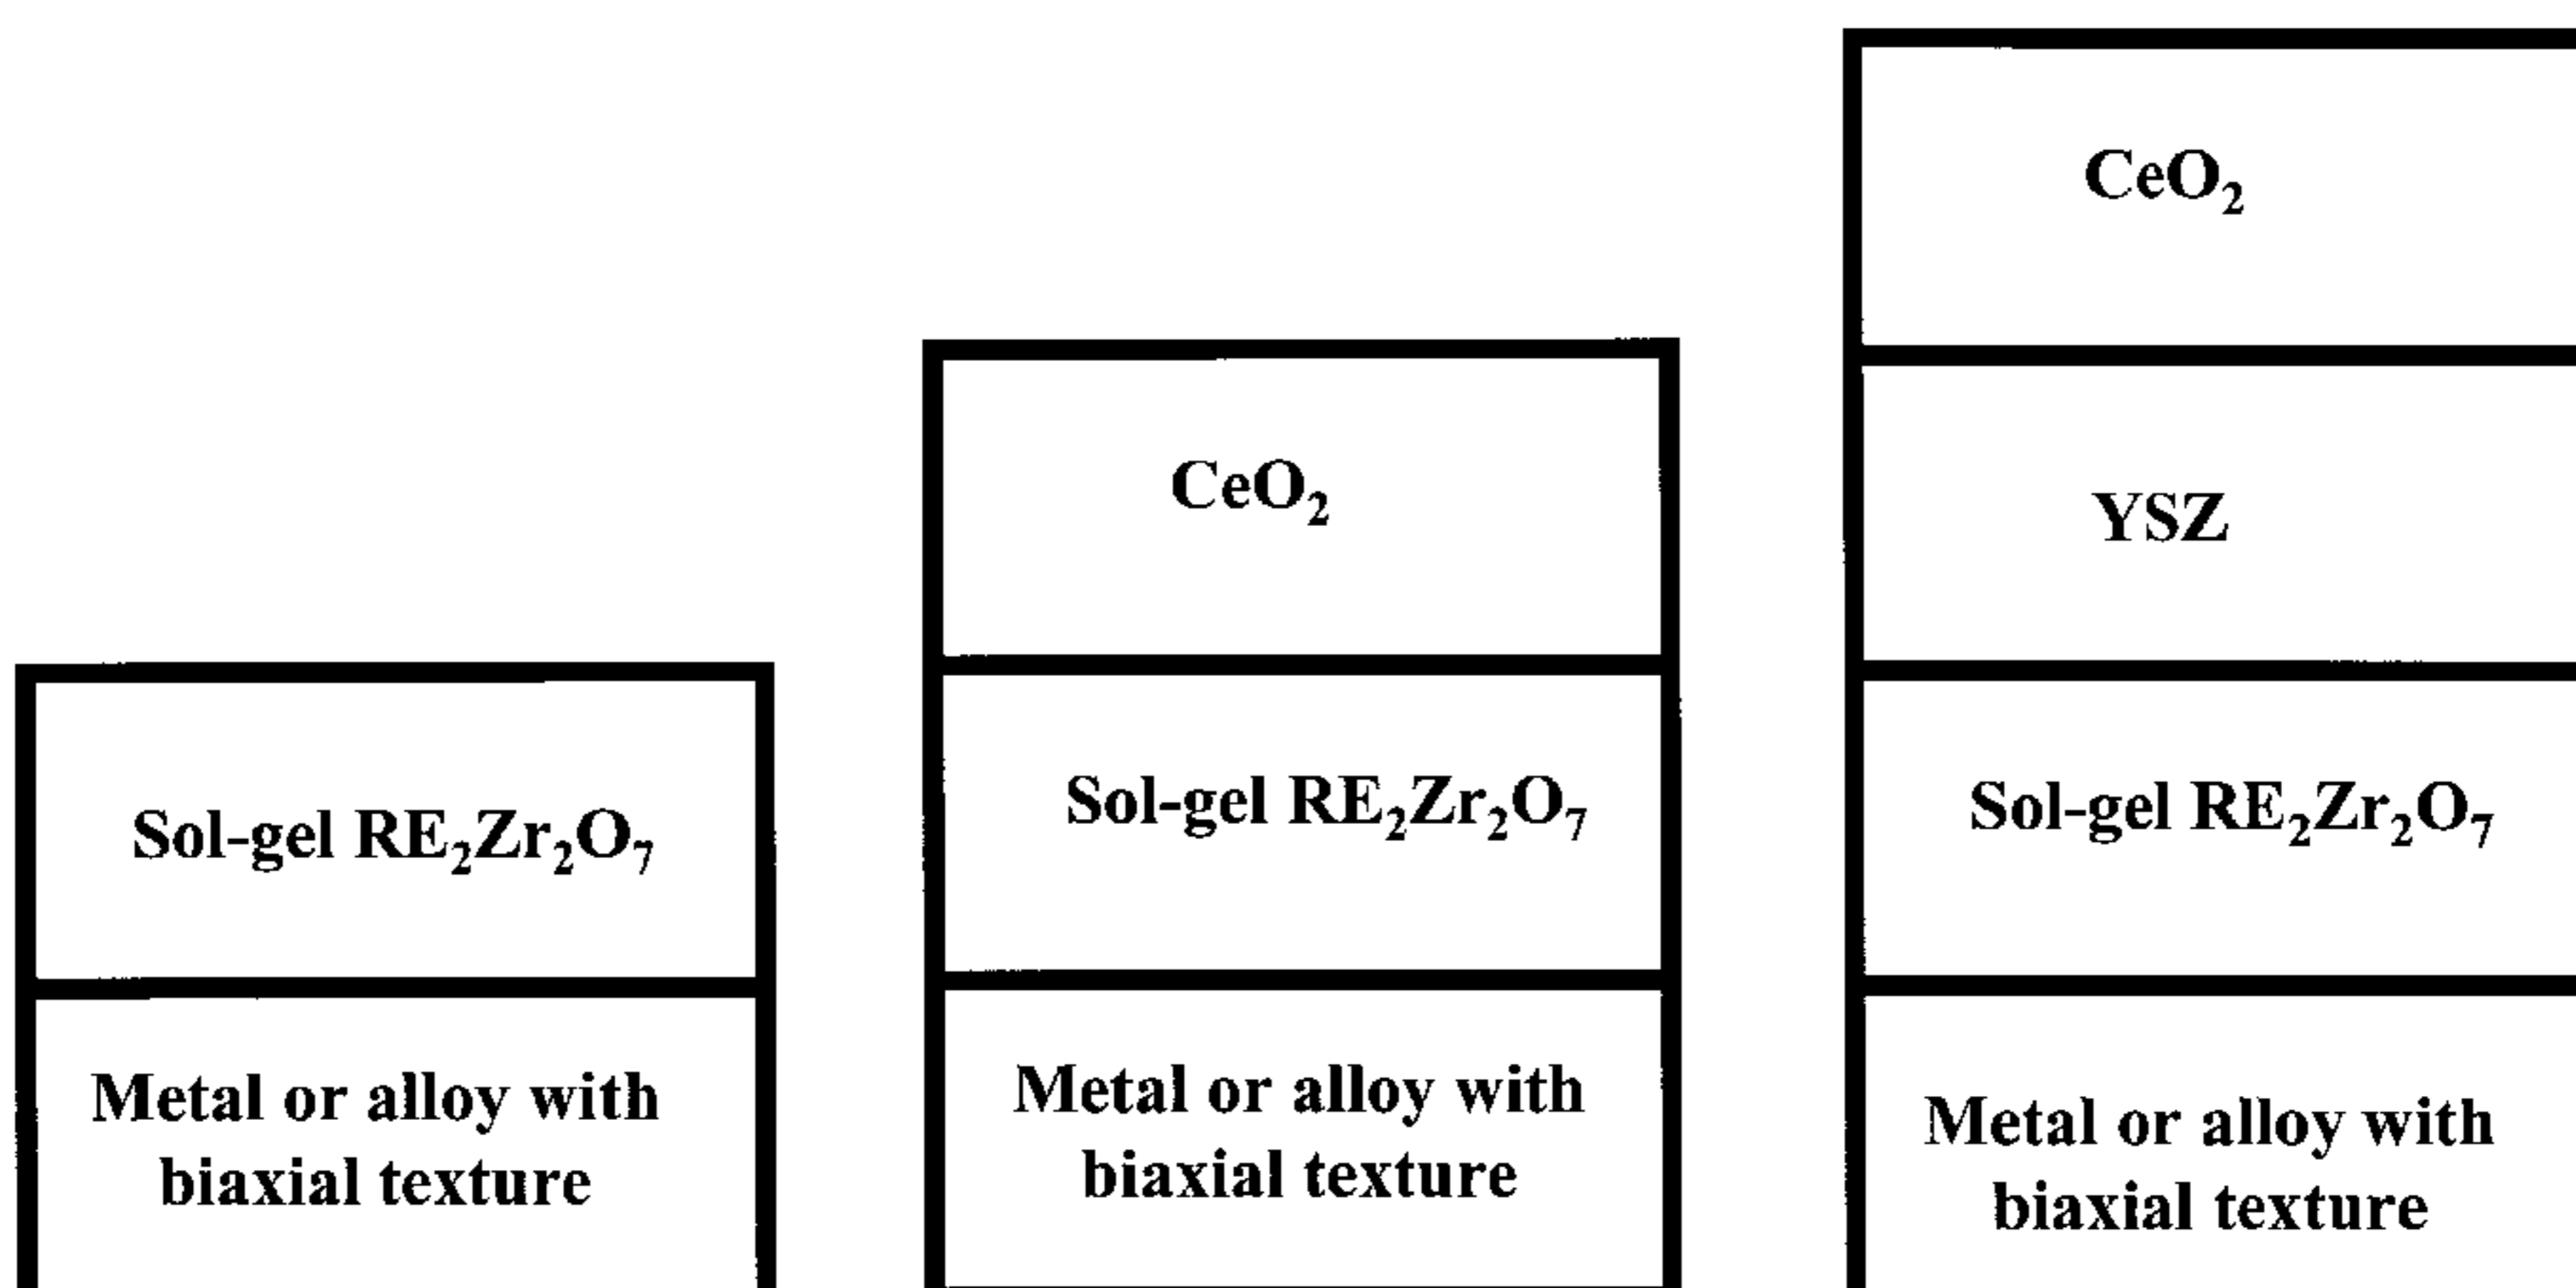 Sol-gel RE₂Zr₂O₇
Metal or alloy with
biaxial texture
CeO₂
Sol-gel RE₂Zr₂O₇
Metal or alloy with
biaxial texture
CeO₂
YSZ
Sol-gel RE₂Zr₂O₇
Metal or alloy with
biaxial texture